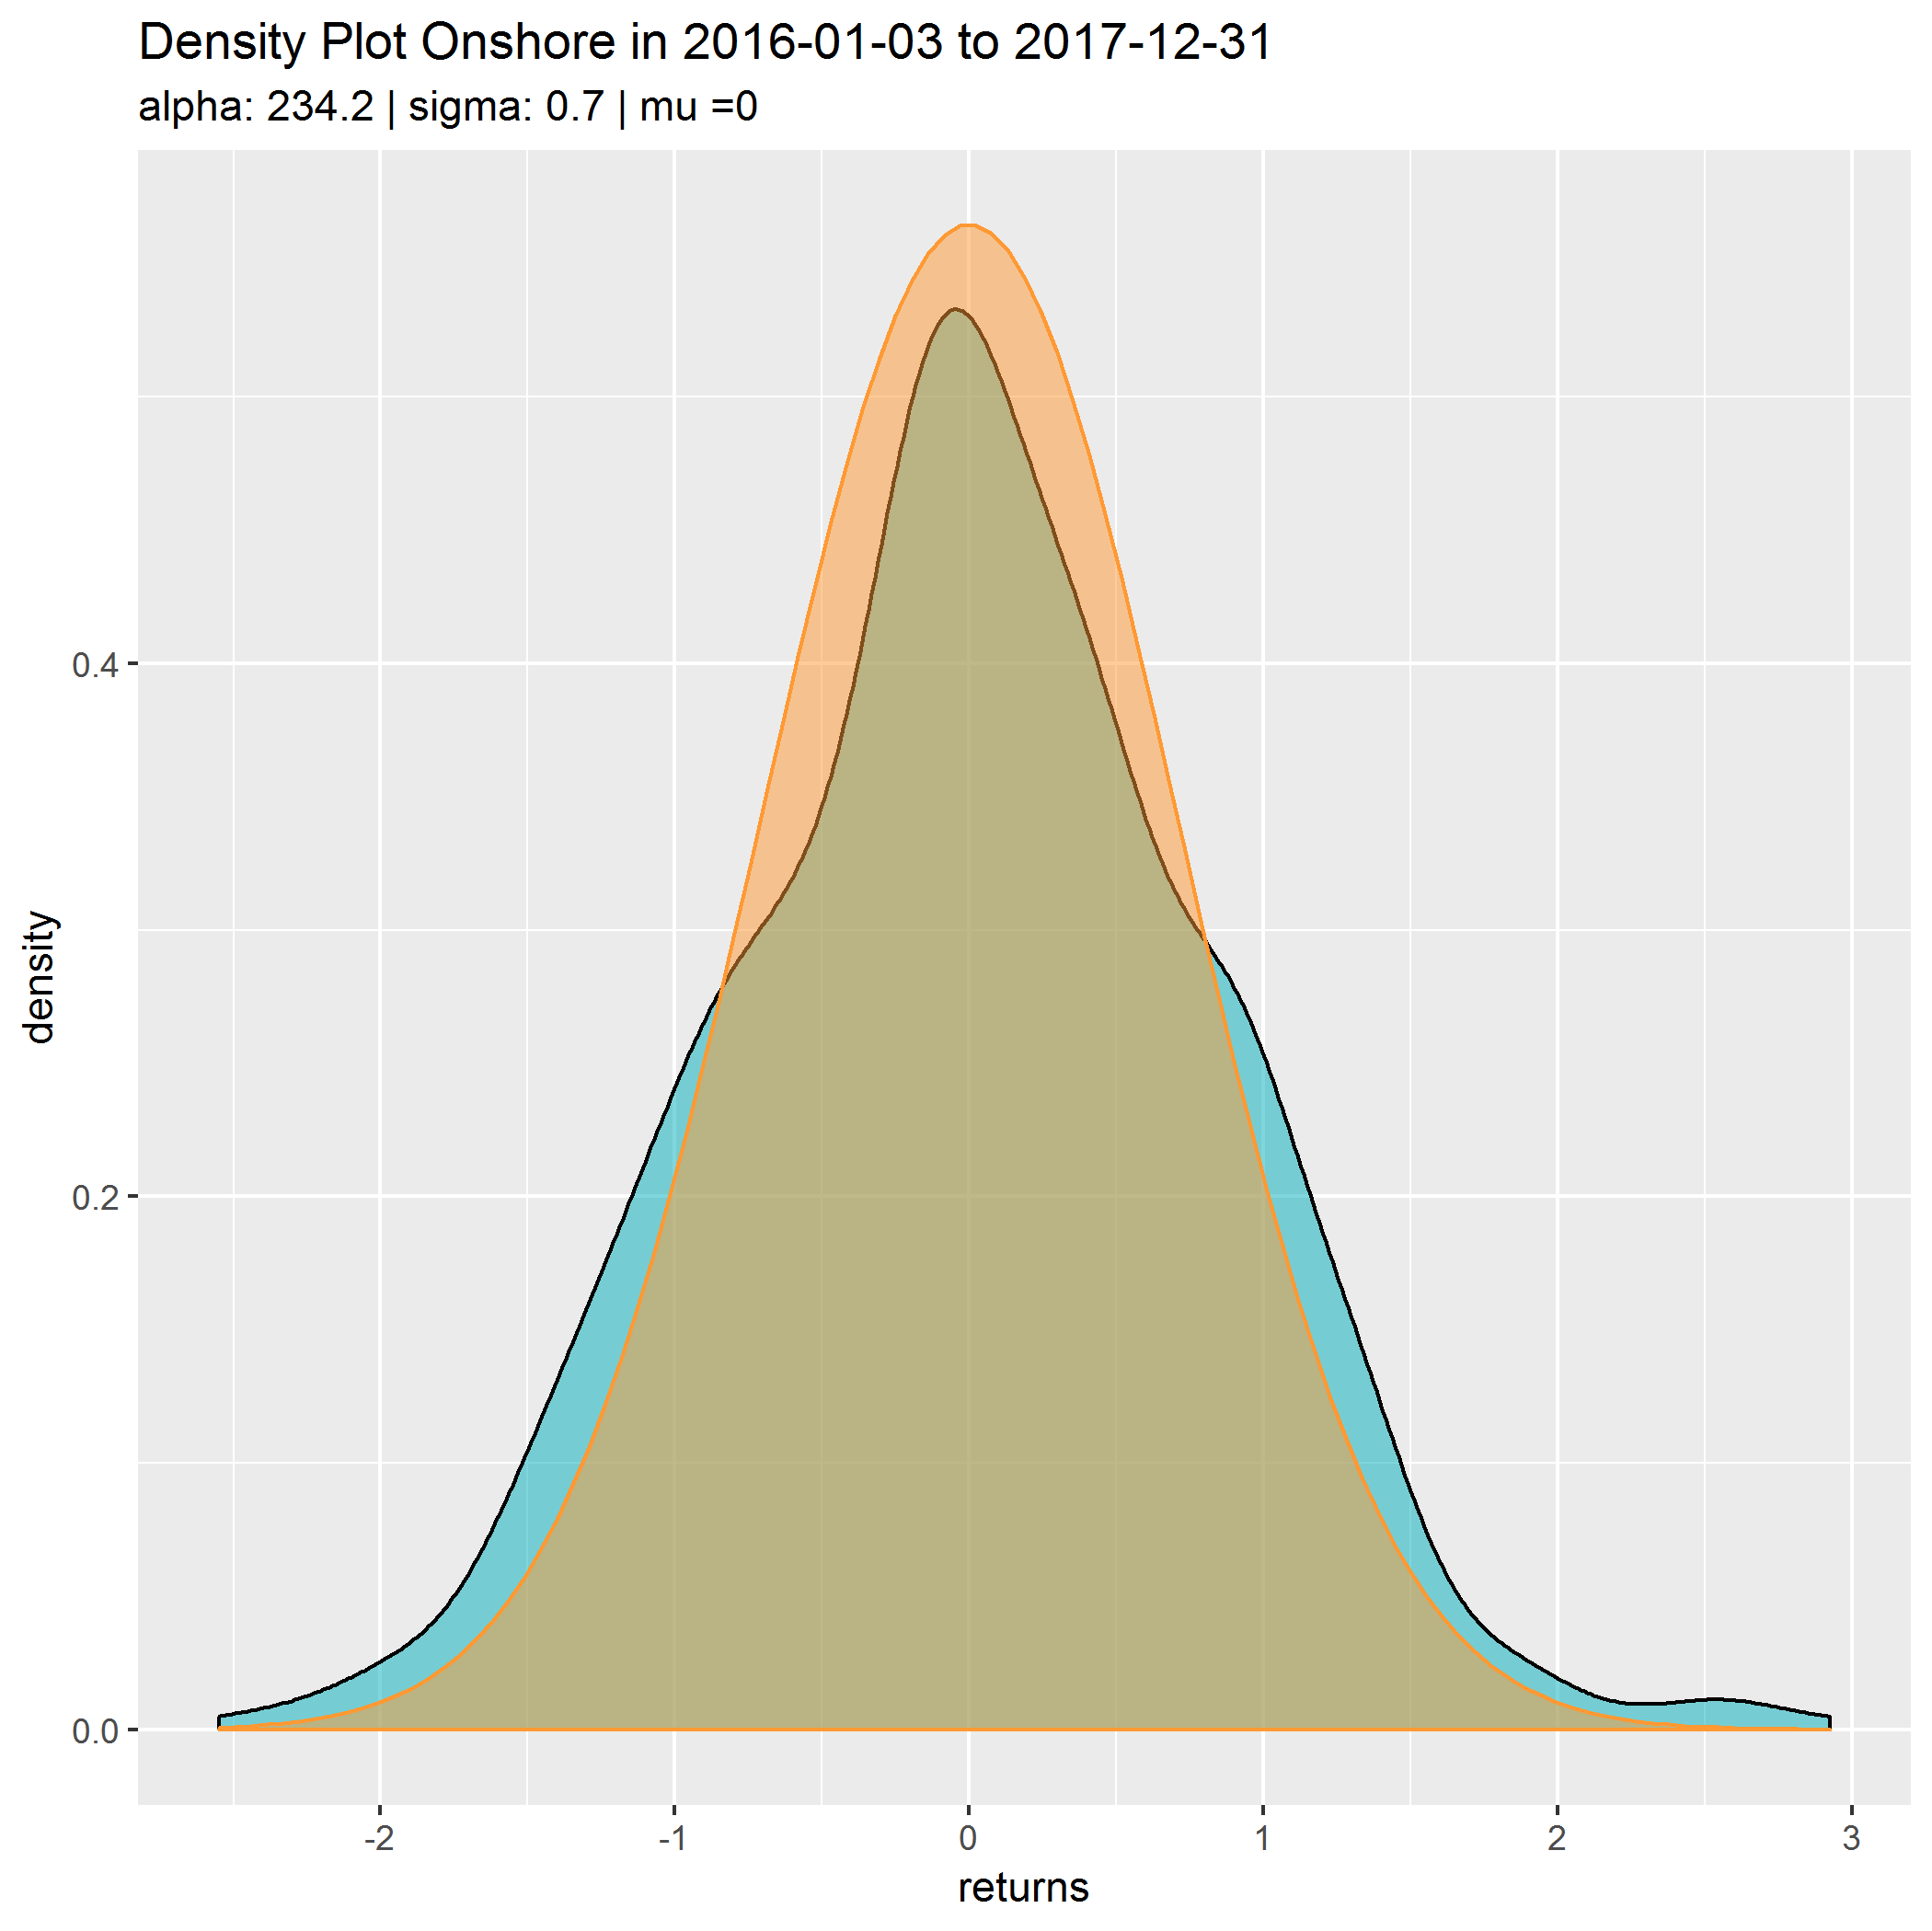 Density Plot Onshore in 2016-01-03 to 2017-12-31
alpha: 234.2 | sigma: 0.7 | mu =0
density
0.4
0.2
0.0
-2 -1 0 1 2 3
returns